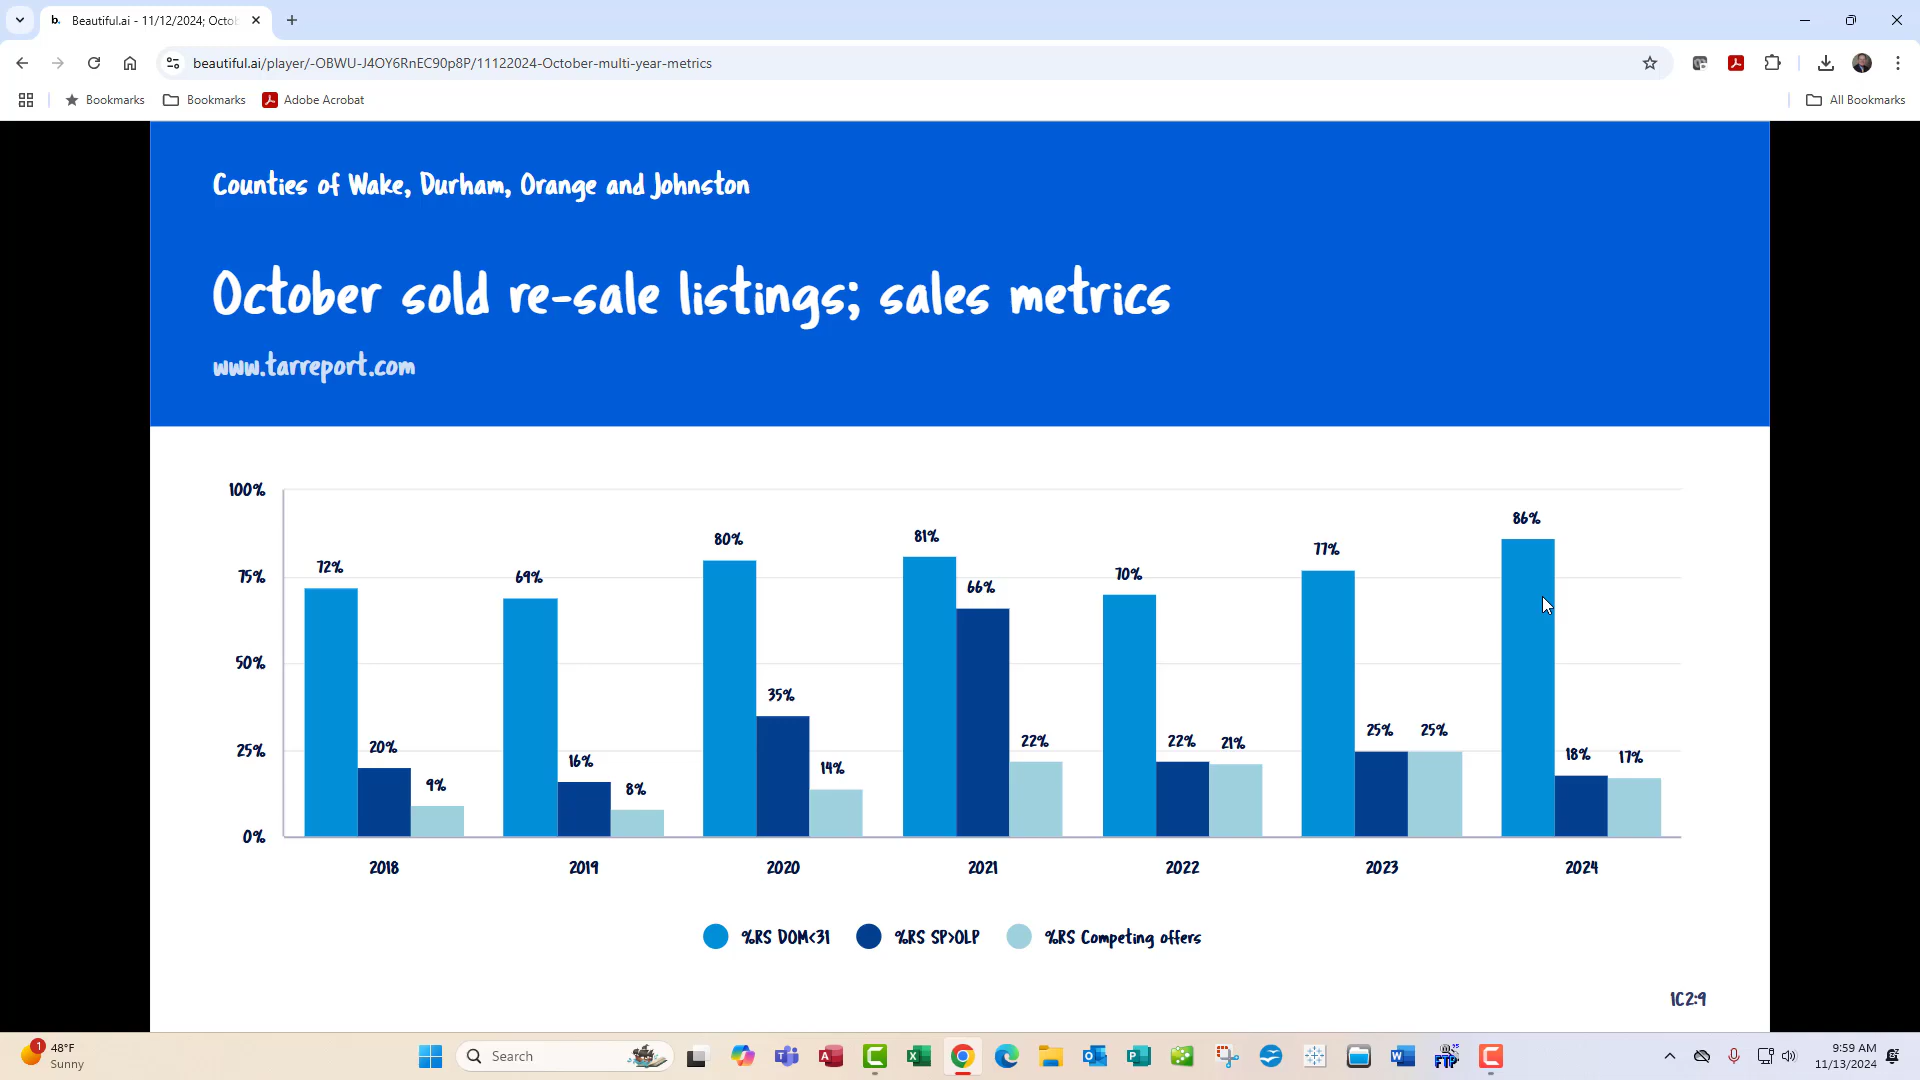 b. Beautiful.ai - 11/12/2024; Octob
beautiful.ai/player/-OBWU-J4OY6RnEC90p8P/11122024-October-multi-year-metrics
Bookmarks Bookmarks Adobe Acrobat All Bookmarks
Counties of Wake, Durham, Orange and Johnston
October sold re-sale listings; sales metrics
www.tarreport.com
100%
75%
50%
25%
0%
72% 20% 9%
69% 16% 8%
80% 35% 14%
81% 66% 22%
70% 22% 21%
77% 25% 25%
86% 18% 17%
2018 2019 2020 2021 2022 2023 2024
%RS DOM<31 %RS SP>OLP %RS Competing offers
1C2:9
1 48°F
Sunny
Search
FTP
9:59 AM
11/13/2024